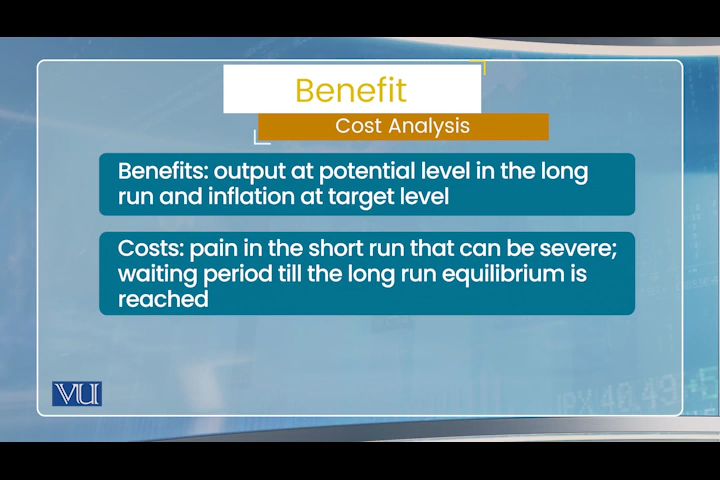 Benefit
Cost Analysis
Benefits: output at potential level in the long
run and inflation at target level
Costs: pain in the short run that can be severe;
waiting period till the long run equilibrium is
reached
VU